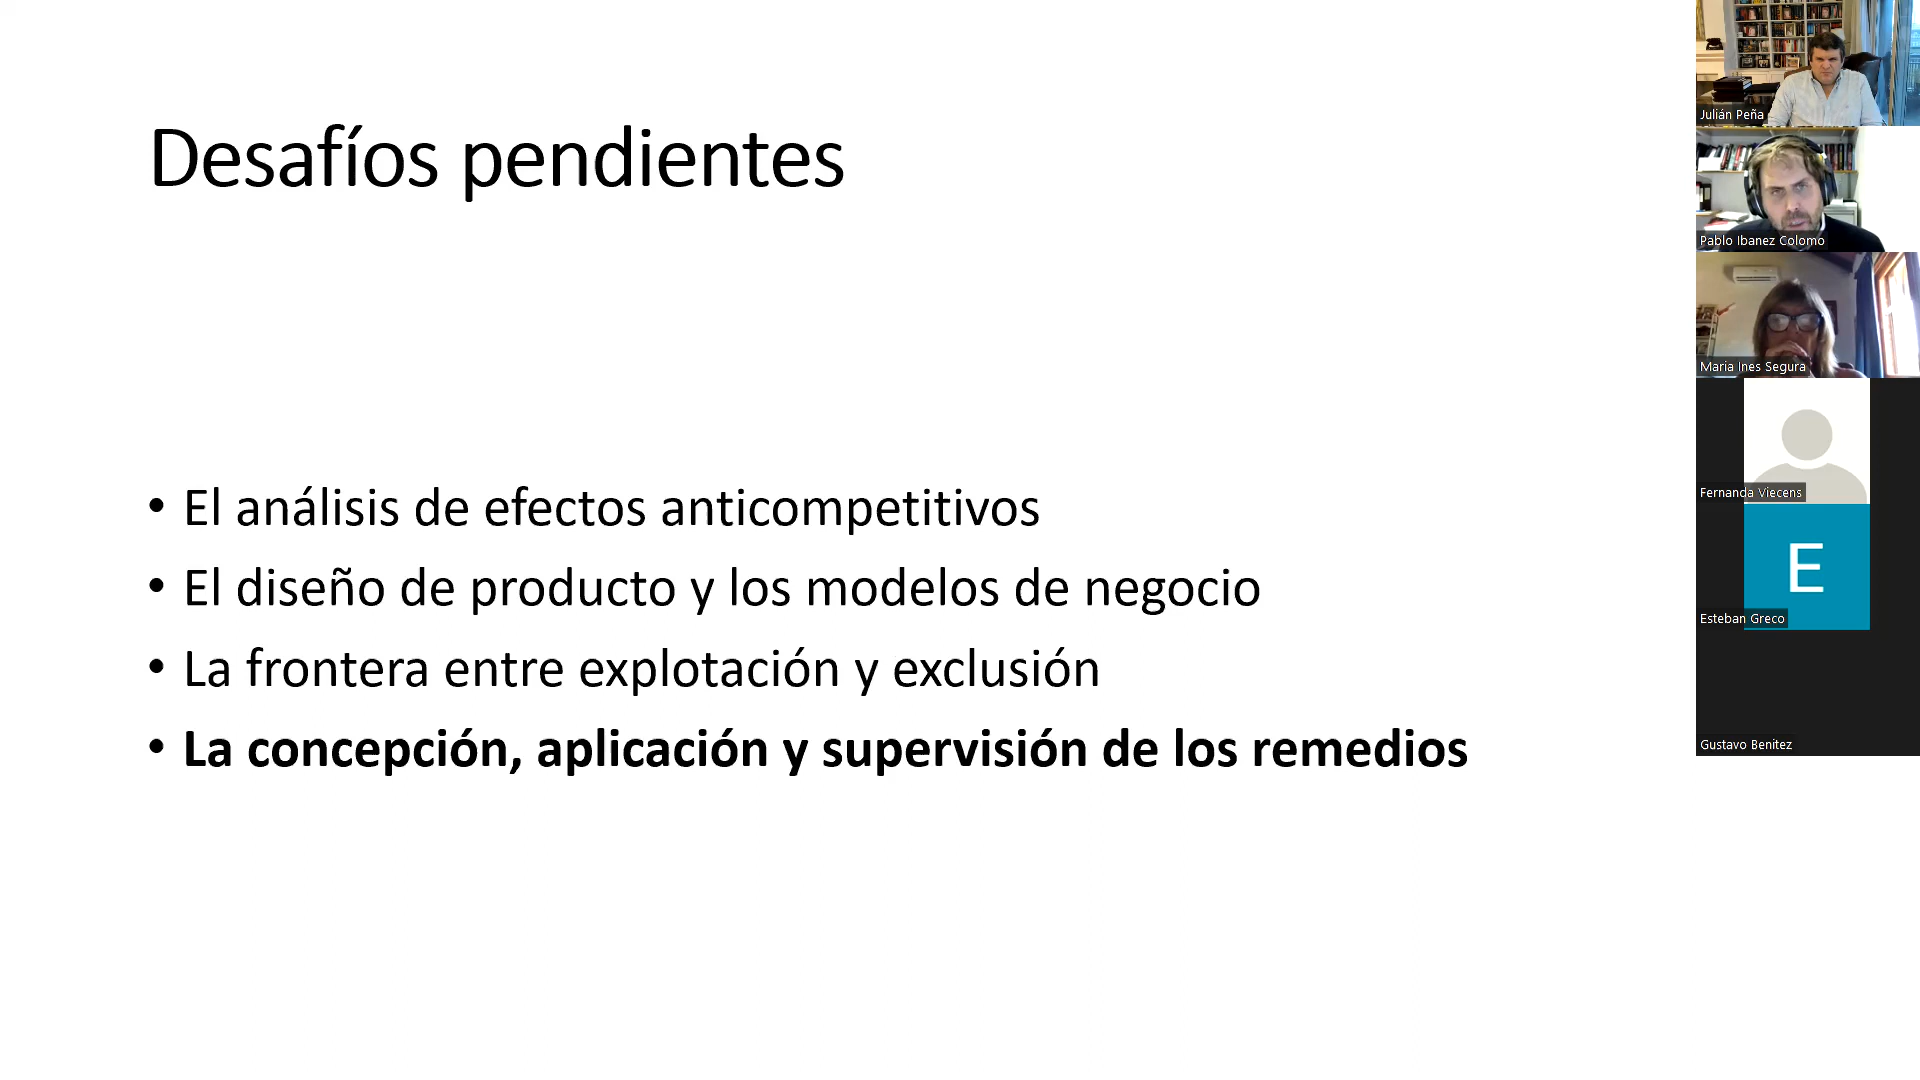 Desafíos pendientes
• El análisis de efectos anticompetitivos
• El diseño de producto y los modelos de negocio
• La frontera entre explotación y exclusión
• La concepción, aplicación y supervisión de los remedios
Julián Peña
Pablo Ibanez Colomo
Maria Ines Segura
Fernanda Viecens
E
Esteban Greco
Gustavo Benitez